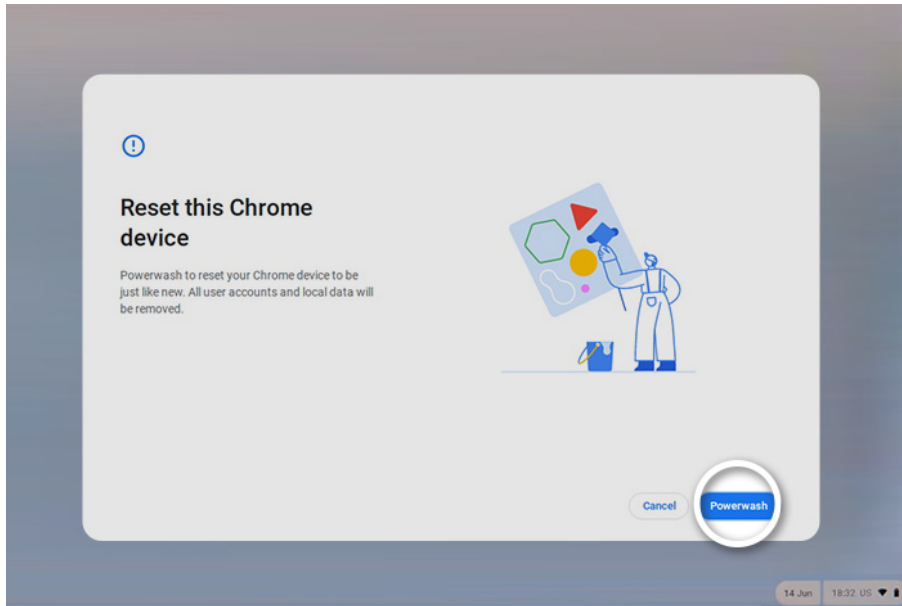 Reset this Chrome
device
Powerwash to reset your Chrome device to be
just like new. All user accounts and local data will
be removed.
Cancel
Powerwash
14 Jun
18:32 US